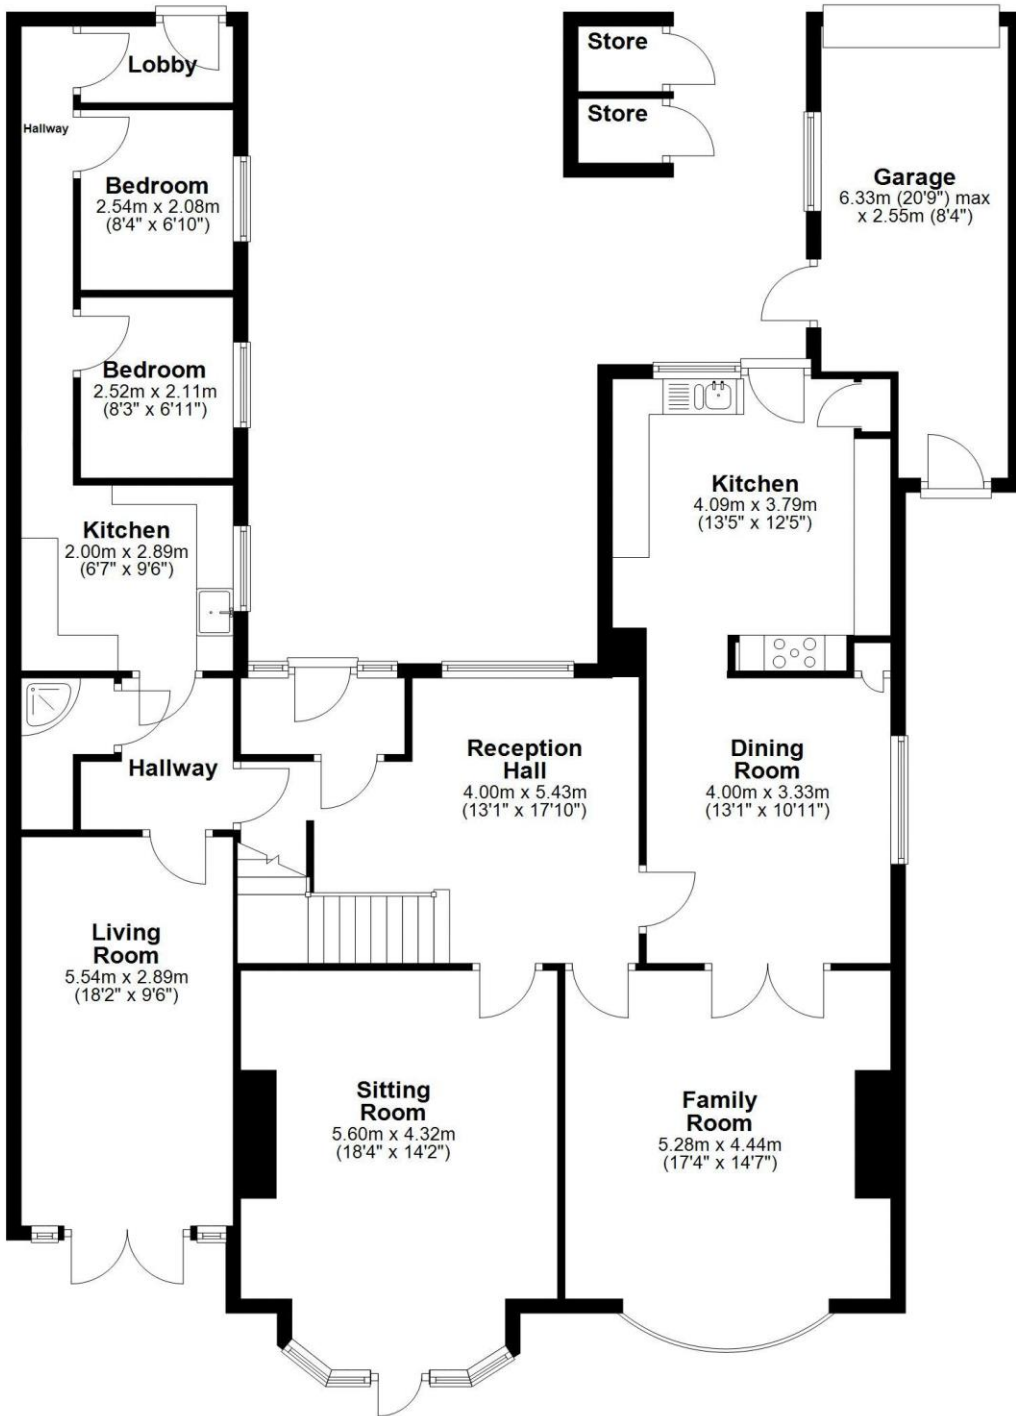 Lobby
Hallway
Bedroom
2.54m x 2.08m
(8'4" x 6'10")
Bedroom
2.52m x 2.11m
(8'3" x 6'11")
Kitchen
2.00m x 2.89m
(6'7" x 9'6")
Hallway
Living
Room
5.54m x 2.89m
(18'2" x 9'6")
Store
Store
Garage
6.33m (20'9") max
x 2.55m (8'4")
Kitchen
4.09m x 3.79m
(13'5" x 12'5")
Reception
Hall
4.00m x 5.43m
(13'1" x 17'10")
Dining
Room
4.00m x 3.33m
(13'1" x 10'11")
Sitting
Room
5.60m x 4.32m
(18'4" x 14'2")
Family
Room
5.28m x 4.44m
(17'4" x 14'7")